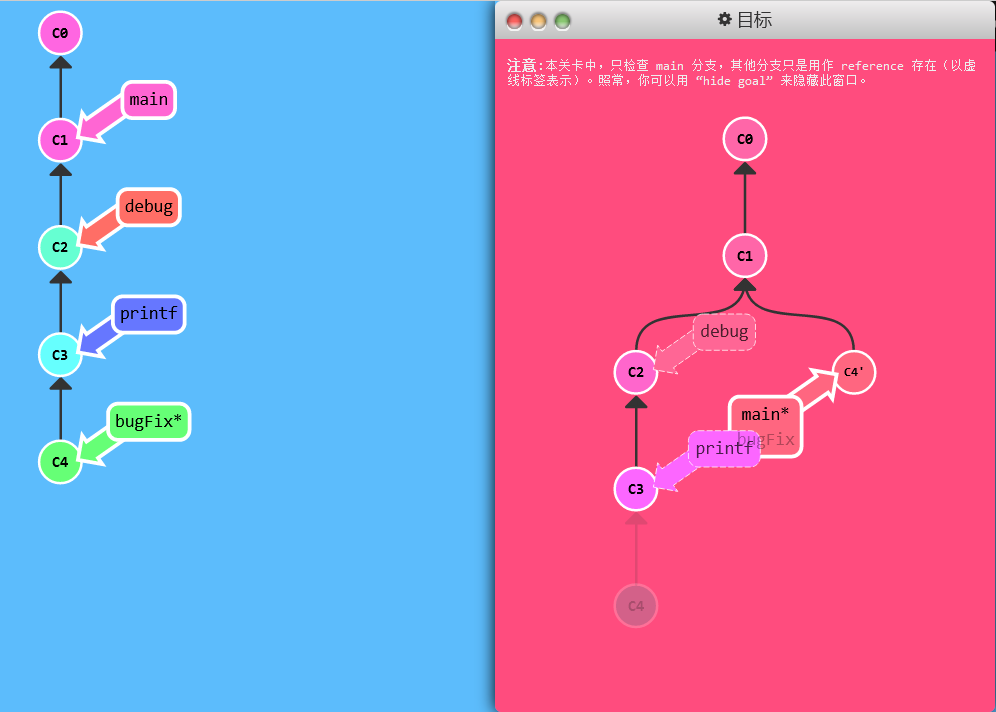 C0
main
C1
debug
C2
printf
C3
bugFix*
C4
目标
注意:本关卡中，只检查 main 分支，其他分支只是用作 reference 存在（以虚
线标签表示）。照常，你可以用 “hide goal” 来隐藏此窗口。
C0
C1
debug
C2
C4'
main*
bugFix
printf
C3
C4